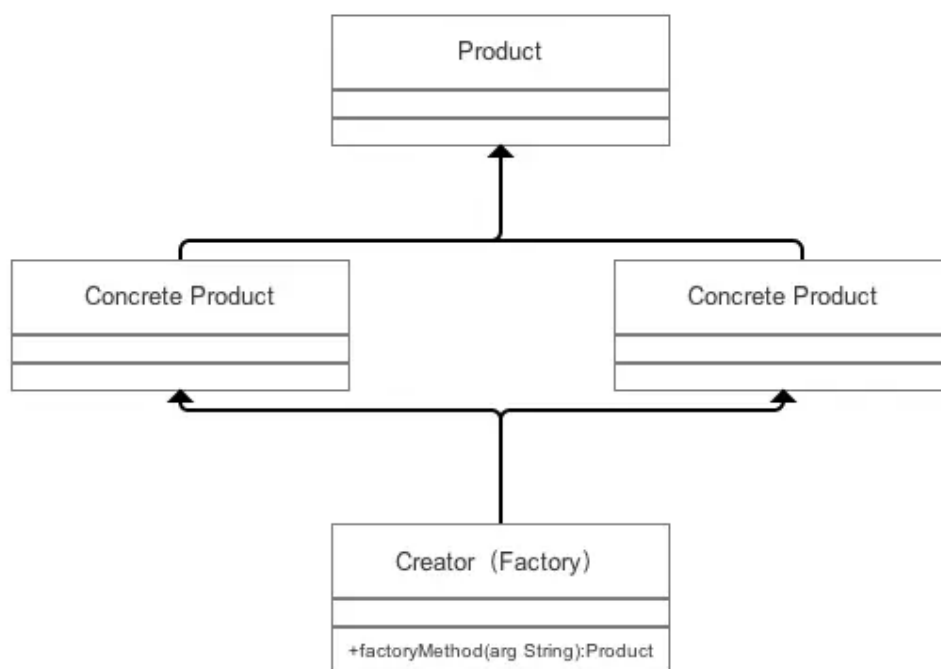 Product
Concrete Product
Concrete Product
Creator（Factory）
+factoryMethod(arg String):Product